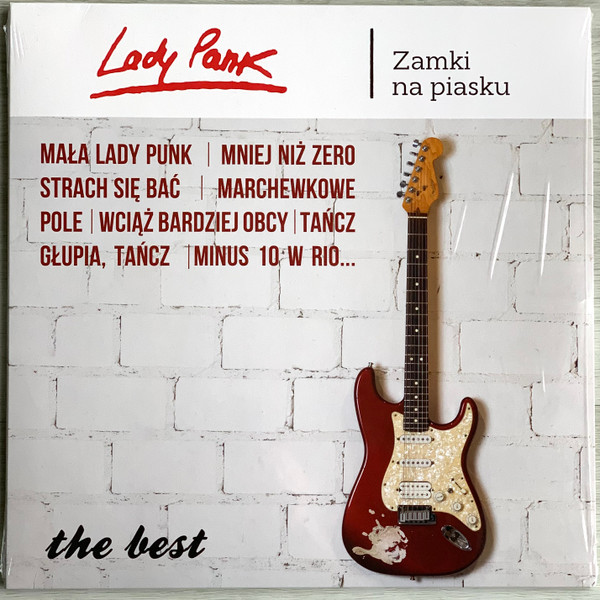 Lady Pank
Zamki
na piasku
MAŁA LADY PUNK | MNIEJ NIŻ ZERO
STRACH SIĘ BAĆ | MARCHEWKOWE
POLE | WCIĄŻ BARDZIEJ OBCY | TAŃCZ
GŁUPIA, TAŃCZ | MINUS 10 W RIO...
the best